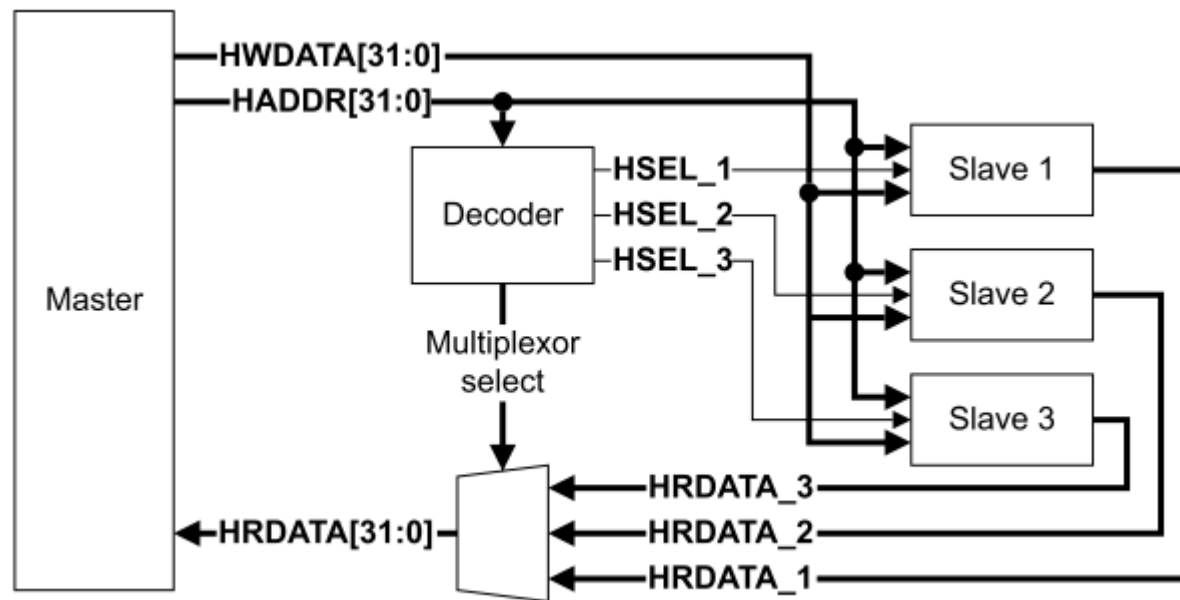 HWDATA[31:0]
HADDR[31:0]
HSEL_1
Slave 1
Decoder
HSEL_2
HSEL_3
Master
Slave 2
Multiplexor
select
Slave 3
HRDATA_3
HRDATA[31:0]
HRDATA_2
HRDATA_1